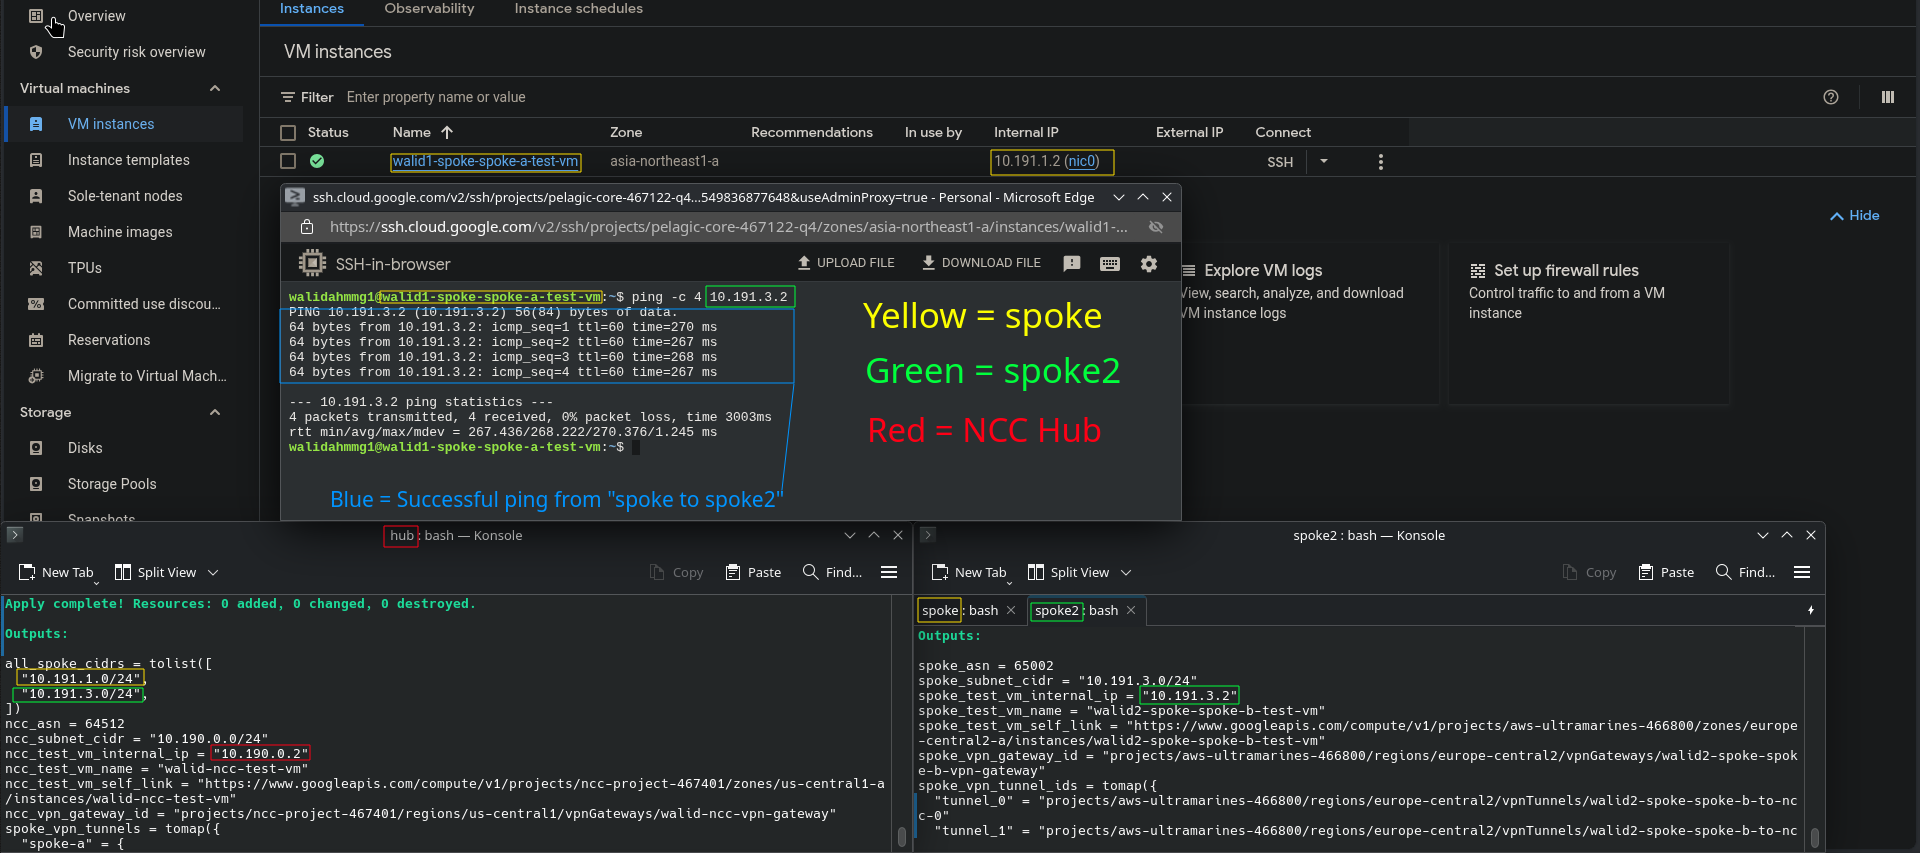 Overview
Security risk overview
Virtual machines
VM instances
Instance templates
Sole-tenant nodes
Machine images
TPUs
Committed use discou...
Reservations
Migrate to Virtual Mach...
Storage
Disks
Storage Pools
Snapshots
Instances Observability Instance schedules
VM instances
Filter Enter property name or value
Status Name Zone Recommendations In use by Internal IP External IP Connect
walid1-spoke-spoke-a-test-vm asia-northeast1-a 10.191.1.2 (nic0) SSH
Hide
Explore VM logs
View, search, analyze, and download
VM instance logs
Set up firewall rules
Control traffic to and from a VM
instance
ssh.cloud.google.com/v2/ssh/projects/pelagic-core-467122-q4...549836877648&useAdminProxy=true - Personal - Microsoft Edge
https://ssh.cloud.google.com/v2/ssh/projects/pelagic-core-467122-q4/zones/asia-northeast1-a/instances/walid1-...
SSH-in-browser UPLOAD FILE DOWNLOAD FILE
walidahmmg1@walid1-spoke-spoke-a-test-vm:~$ ping -c 4 10.191.3.2
PING 10.191.3.2 (10.191.3.2) 56(84) bytes of data.
64 bytes from 10.191.3.2: icmp_seq=1 ttl=60 time=270 ms
64 bytes from 10.191.3.2: icmp_seq=2 ttl=60 time=267 ms
64 bytes from 10.191.3.2: icmp_seq=3 ttl=60 time=268 ms
64 bytes from 10.191.3.2: icmp_seq=4 ttl=60 time=267 ms
--- 10.191.3.2 ping statistics ---
4 packets transmitted, 4 received, 0% packet loss, time 3003ms
rtt min/avg/max/mdev = 267.436/268.222/270.376/1.245 ms
walidahmmg1@walid1-spoke-spoke-a-test-vm:~$
Yellow = spoke
Green = spoke2
Red = NCC Hub
Blue = Successful ping from "spoke to spoke2"
hub : bash — Konsole
New Tab Split View Copy Paste Find...
Apply complete! Resources: 0 added, 0 changed, 0 destroyed.
Outputs:
all_spoke_cidrs = tolist([
"10.191.1.0/24",
"10.191.3.0/24",
])
ncc_asn = 64512
ncc_subnet_cidr = "10.190.0.0/24"
ncc_test_vm_internal_ip = "10.190.0.2"
ncc_test_vm_name = "walid-ncc-test-vm"
ncc_test_vm_self_link = "https://www.googleapis.com/compute/v1/projects/ncc-project-467401/zones/us-central1-a
/instances/walid-ncc-test-vm"
ncc_vpn_gateway_id = "projects/ncc-project-467401/regions/us-central1/vpnGateways/walid-ncc-vpn-gateway"
spoke_vpn_tunnels = tomap({
"spoke-a" = {
spoke2 : bash — Konsole
New Tab Split View Copy Paste Find...
spoke : bash spoke2 : bash
Outputs:
spoke_asn = 65002
spoke_subnet_cidr = "10.191.3.0/24"
spoke_test_vm_internal_ip = "10.191.3.2"
spoke_test_vm_name = "walid2-spoke-spoke-b-test-vm"
spoke_test_vm_self_link = "https://www.googleapis.com/compute/v1/projects/aws-ultramarines-466800/zones/europe
-central2-a/instances/walid2-spoke-spoke-b-test-vm"
spoke_vpn_gateway_id = "projects/aws-ultramarines-466800/regions/europe-central2/vpnGateways/walid2-spoke-spok
e-b-vpn-gateway"
spoke_vpn_tunnel_ids = tomap({
"tunnel_0" = "projects/aws-ultramarines-466800/regions/europe-central2/vpnTunnels/walid2-spoke-spoke-b-to-nc
c-0"
"tunnel_1" = "projects/aws-ultramarines-466800/regions/europe-central2/vpnTunnels/walid2-spoke-spoke-b-to-nc